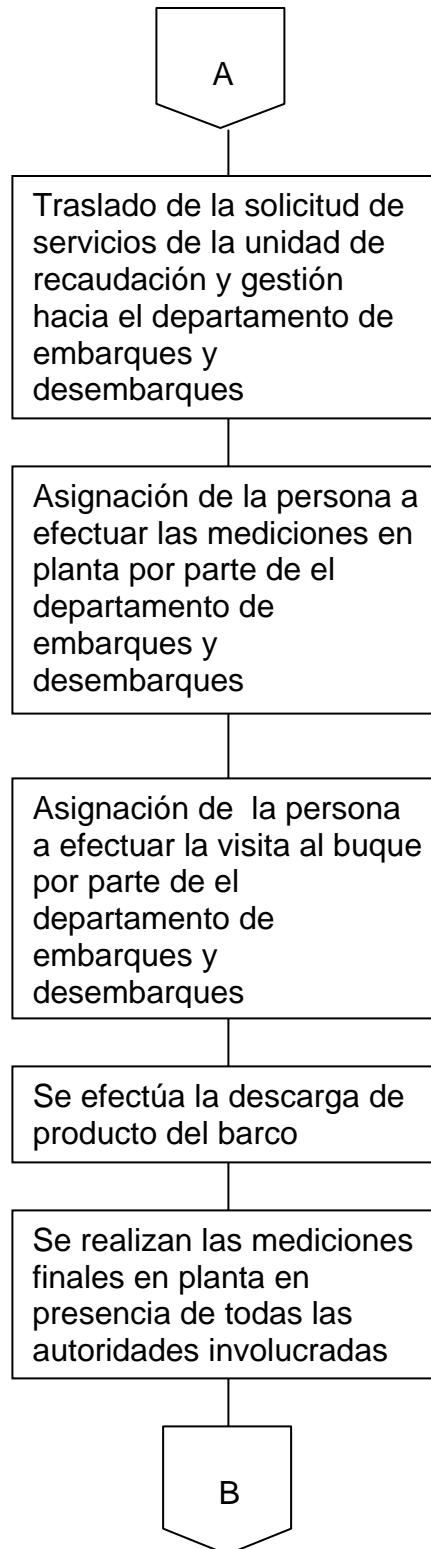 A
Traslado de la solicitud de
servicios de la unidad de
recaudación y gestión
hacia el departamento de
embarques y
desembarques
Asignación de la persona a
efectuar las mediciones en
planta por parte de el
departamento de
embarques y
desembarques
Asignación de  la persona
a efectuar la visita al buque
por parte de el
departamento de
embarques y
desembarques
Se efectúa la descarga de
producto del barco
Se realizan las mediciones
finales en planta en
presencia de todas las
autoridades involucradas
B